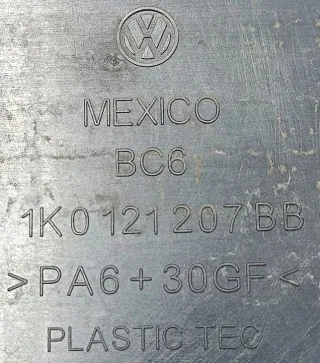 MEXICO
BC6
1K0 121 207 BB
>PA6+30GF<
PLASTIC TEC